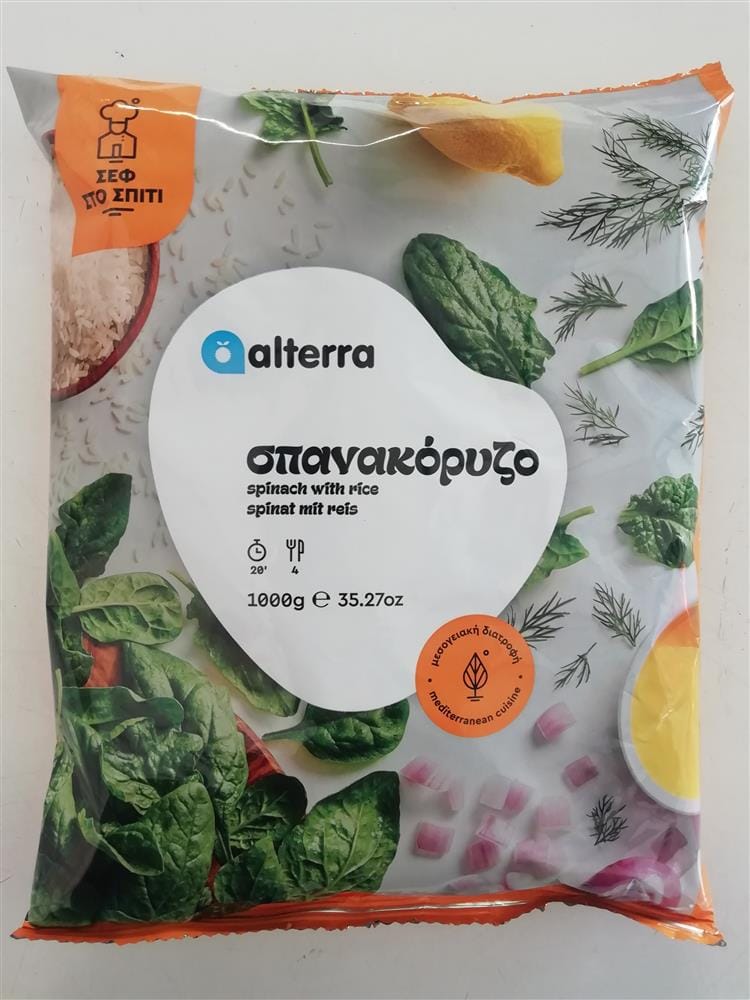 ΣΕΦ
ΣΤΟ ΣΠΙΤΙ
alterra
σπανακόρυζο
spinach with rice
spinat mit reis
20' 4
1000g e 35.27oz
μεσογειακή διατροφή
mediterranean cuisine